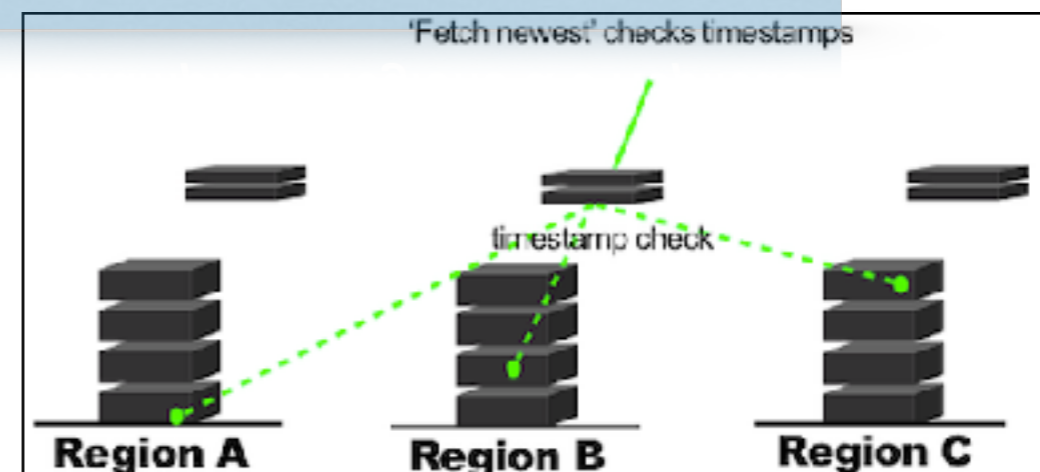 'Fetch newest' checks timestamps
timestamp check
Region A
Region B
Region C